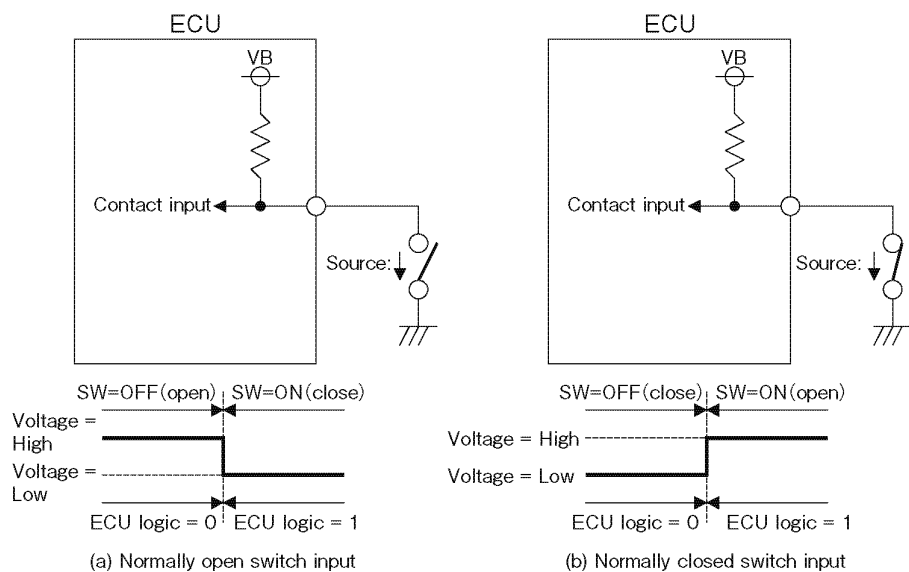 ECU
VB
Contact input
Source:
SW=OFF(open) SW=ON(close)
Voltage =
High
Voltage =
Low
ECU logic = 0 ECU logic = 1
(a) Normally open switch input
ECU
VB
Contact input
Source:
SW=OFF(close) SW=ON(open)
Voltage = High
Voltage = Low
ECU logic = 0 ECU logic = 1
(b) Normally closed switch input